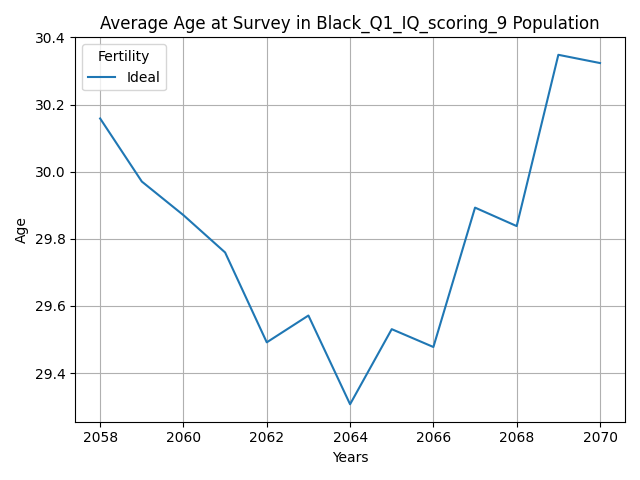 Average Age at Survey in Black_Q1_IQ_scoring_9 Population
30.4
30.2
30.0
29.8
29.6
29.4
Age
Fertility
Ideal
2058
2060
2062
2064
2066
2068
2070
Years